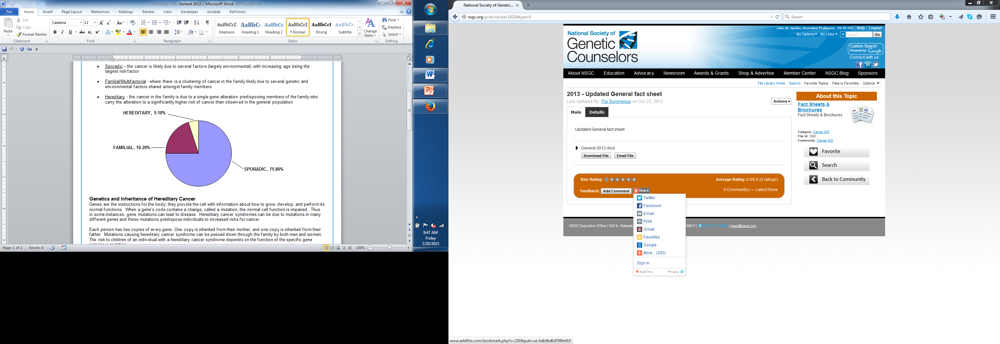 General 2013 - Microsoft Word
File Home Insert Page Layout References Mailings Review View Developer Acrobat RefWorks
Paste
Cut
Copy
Format Painter
Clipboard
Cambria 12
Font
Paragraph
AaBbCcD AaBbC AaBbCc AaBbCcI AaBbCcl AaBbCc.
Emphasis Heading 1 Heading 2 ¶ Normal Strong Subtitle
Change Styles
Styles
Find
Replace
Select
Editing
• Sporadic – the cancer is likely due to several factors (largely environmental) with increasing age being the
largest risk factor
• Familial/Multifactorial - where there is a clustering of cancer in the family likely due to several genetic and
environmental factors shared amongst family members
• Hereditary - the cancer in the family is due to a single gene alteration predisposing members of the family who
carry the alteration to a significantly higher risk of cancer than observed in the general population
HEREDITARY, 5-10%
FAMILIAL, 10-20%
SPORADIC, 75-80%
Genetics and Inheritance of Hereditary Cancer
Genes are the instructions for the body; they provide the cell with information about how to grow, develop, and perform its
normal functions. When a gene's code contains a change, called a mutation, the normal cell function is impaired. Thus
in some instances, gene mutations can lead to disease. Hereditary cancer syndromes can be due to mutations in many
different genes and these mutations predispose individuals to increased risks for cancer.
Each person has two copies of every gene. One copy is inherited from their mother, and one copy is inherited from their
father. Mutations causing hereditary cancer syndrome can be passed down through the family by both men and women.
The risk to children of an individual with a hereditary cancer syndrome depends on the function of the specific gene
Page: 1 of 2 Words: 0 100%
9:47 AM
Friday
2/20/2015
National Society of Genetic...
nsgc.org/p/do/sd/sid=1832&type=0
Search
John M. Quillin, Assistant Professor - 09:46 AM | Help | Logout
My Options My Links Search Go
National Society of
Genetic
Counselors
Custom Search
Powered by: Google
Connect with us:
About NSGC Education Advocacy Newsroom Awards & Grants Shop & Advertise Member Center NSGC Blog Sponsors
File Library Home | Search | Favorite Topics | Files in Favorites | Options
2013 - Updated General fact sheet
Last Updated By: Pia Summerour on Oct 23, 2013
Actions
Main Details
Updated General fact sheet
General 2013.docx
Download File Email File
Your Rating:
Average Rating: 0.0/5.0 (0 ratings)
Feedback: Add Comment Share
0 Comment(s) — Latest:None
Twitter
Facebook
Email
Print
Gmail
Favorites
Google
More... (293)
Sign In
AddThis Privacy
About this Topic
Fact Sheets &
Brochures
Fact Sheets & Brochures
Category: Cancer SIG
File Id: 1832
Community: Cancer SIG
Favorite
Search
Back to Community
NSGC Executive Office | 330 N. Wabash
60611 | nsgc@nsgc.org
www.addthis.com/bookmark.php?v=250&pub=xa-4a8dbd6d7084ef10